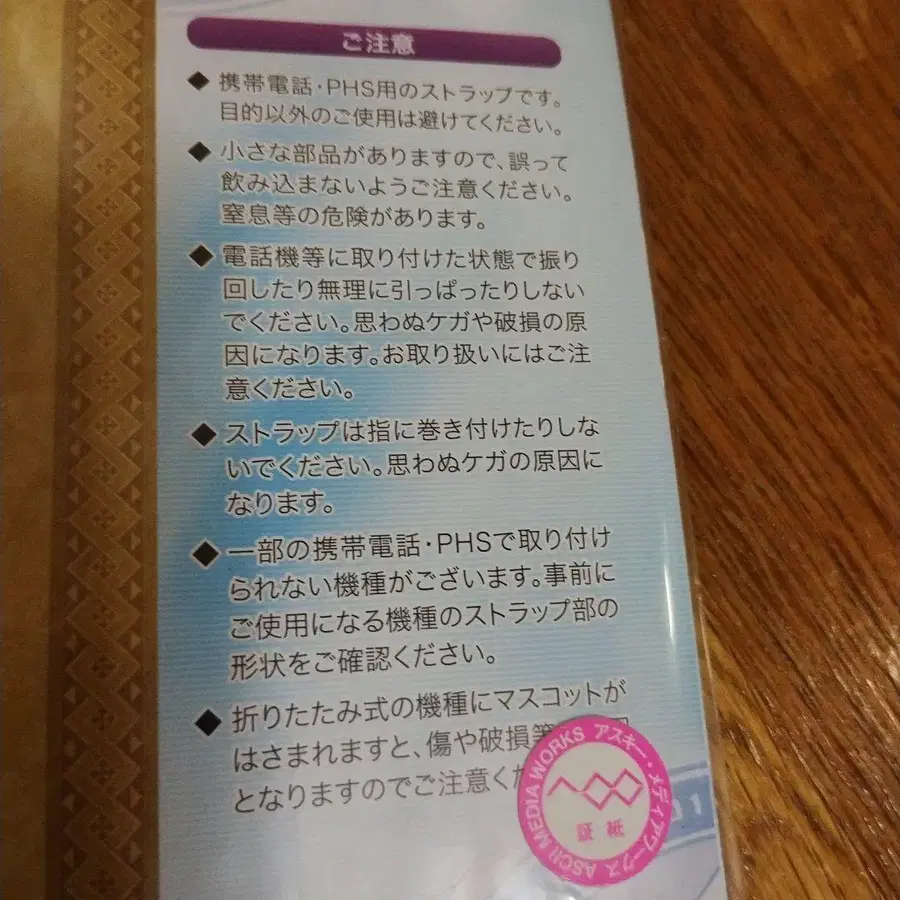 ご注意
◆携帯電話・PHS用のストラップです。
目的以外のご使用は避けてください。
◆小さな部品がありますので、誤って
飲み込まないようご注意ください。
窒息等の危険があります。
◆電話機等に取り付けた状態で振り
回したり無理に引っぱったりしない
でください。思わぬケガや破損の原
因になります。お取り扱いにはご注
意ください。
◆ストラップは指に巻き付けたりしな
いでください。思わぬケガの原因に
なります。
◆一部の携帯電話・PHSで取り付け
られない機種がございます。事前に
ご使用になる機種のストラップ部の
形状をご確認ください。
◆折りたたみ式の機種にマスコットが
はさまれますと、傷や破損等
となりますのでご注意くだ
アスキー・メディアワークス
ASCII MEDIA WORKS
証紙
01